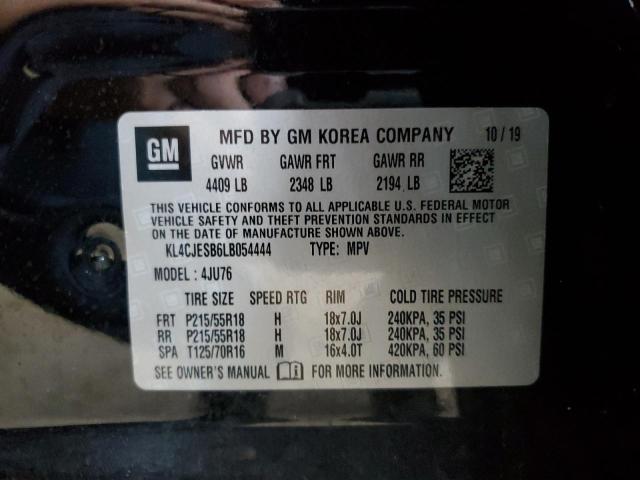 GM MFD BY GM KOREA COMPANY 10 / 19
GVWR GAWR FRT GAWR RR
4409 LB 2348 LB 2194 LB
THIS VEHICLE CONFORMS TO ALL APPLICABLE U.S. FEDERAL MOTOR
VEHICLE SAFETY AND THEFT PREVENTION STANDARDS IN EFFECT
ON THE DATE OF MANUFACTURE SHOWN ABOVE.
KL4CJESB6LB054444 TYPE: MPV
MODEL : 4JU76
TIRE SIZE SPEED RTG RIM COLD TIRE PRESSURE
FRT P215/55R18 H 18x7.0J 240KPA, 35 PSI
RR P215/55R18 H 18x7.0J 240KPA, 35 PSI
SPA T125/70R16 M 16x4.0T 420KPA, 60 PSI
SEE OWNER'S MANUAL FOR MORE INFORMATION.